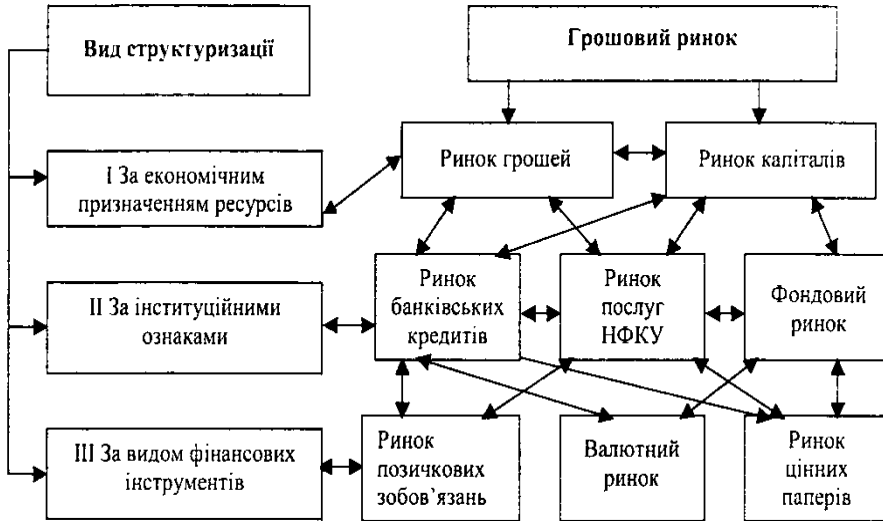 Вид структуризації
Грошовий ринок
І За економічним
призначенням ресурсів
Ринок грошей
Ринок капіталів
ІІ За інституційними
ознаками
Ринок
банківських
кредитів
Ринок
послуг
НФКУ
Фондовий
ринок
ІІІ За видом фінансових
інструментів
Ринок
позичкових
зобов’язань
Валютний
ринок
Ринок
цінних
паперів